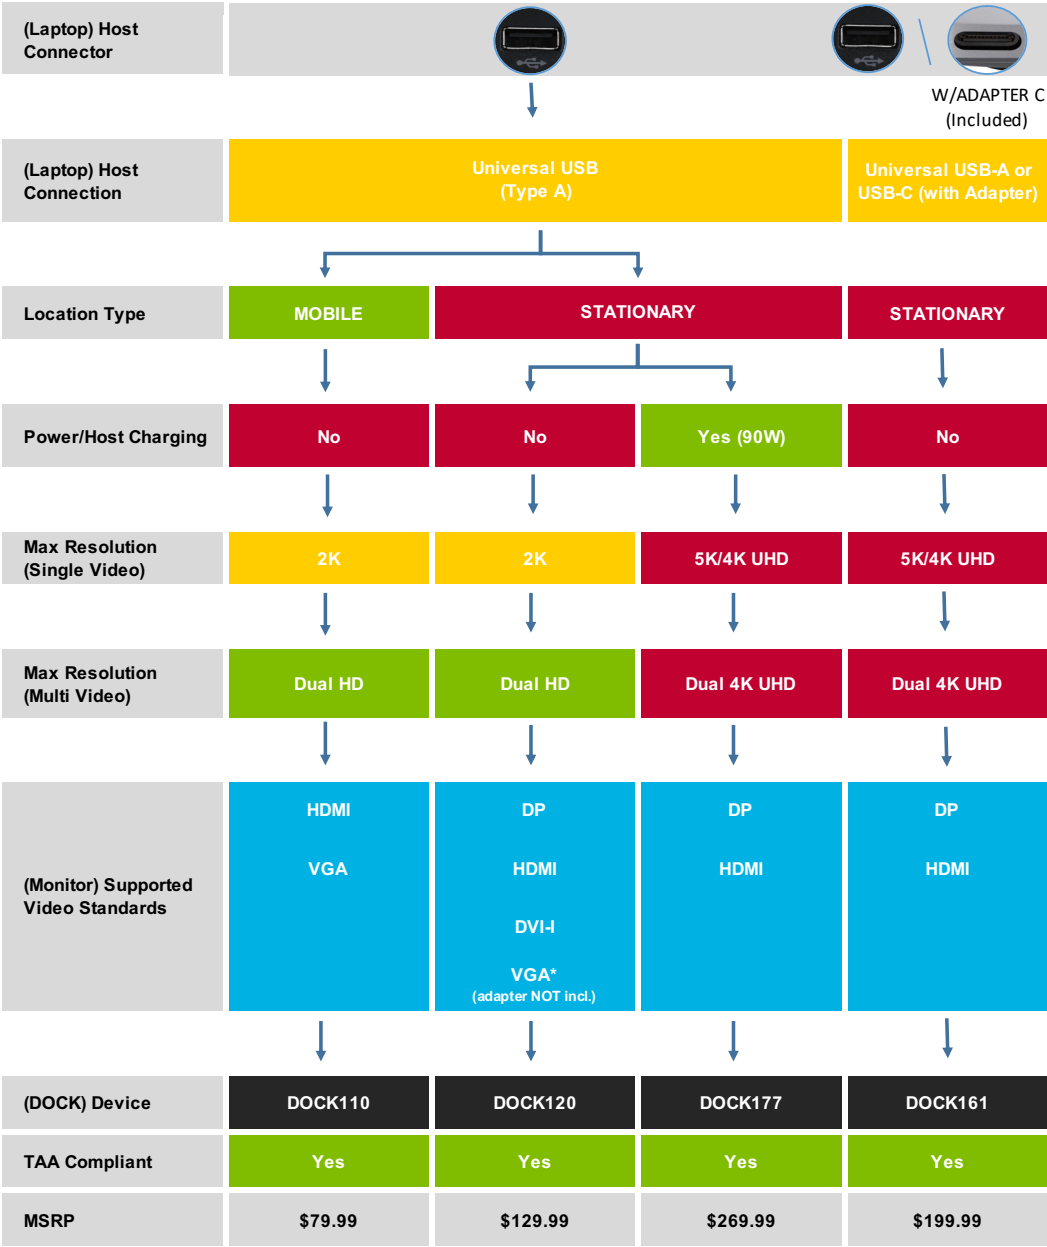 (Laptop) Host
Connector
W/ADAPTER C
(Included)
(Laptop) Host
Connection
Universal USB
(Type A)
Universal USB-A or
USB-C (with Adapter)
Location Type
MOBILE
STATIONARY
STATIONARY
Power/Host Charging
No
No
Yes (90W)
No
Max Resolution
(Single Video)
2K
2K
5K/4K UHD
5K/4K UHD
Max Resolution
(Multi Video)
Dual HD
Dual HD
Dual 4K UHD
Dual 4K UHD
(Monitor) Supported
Video Standards
HDMI
VGA
DP
HDMI
DVI-I
VGA*
(adapter NOT incl.)
DP
HDMI
DP
HDMI
(DOCK) Device
DOCK110
DOCK120
DOCK177
DOCK161
TAA Compliant
Yes
Yes
Yes
Yes
MSRP
$79.99
$129.99
$269.99
$199.99